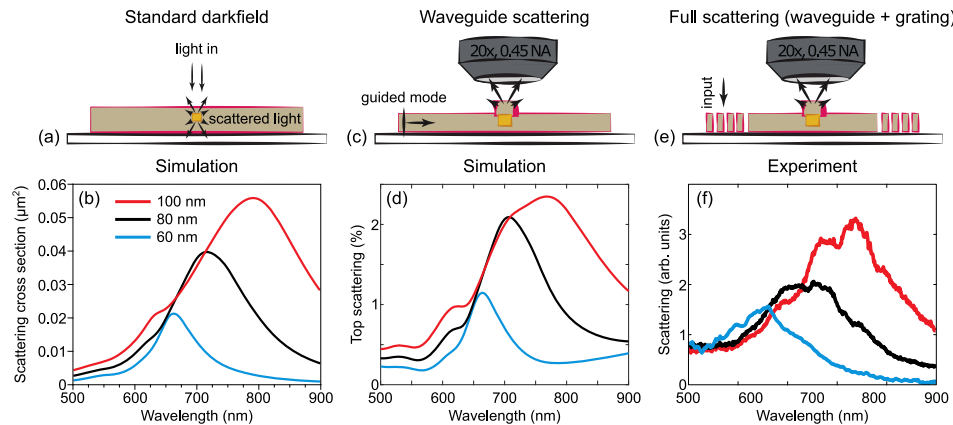 Standard darkfield
Waveguide scattering
Full scattering (waveguide + grating)
light in
scattered light
(a)
20x, 0.45 NA
guided mode
(c)
20x, 0.45 NA
input
(e)
Simulation
(b)
100 nm
80 nm
60 nm
Scattering cross section (µm²)
0.06
0.05
0.04
0.03
0.02
0.01
0
500
600
700
800
900
Wavelength (nm)
Simulation
(d)
Top scattering (%)
2
1
0
500
600
700
800
900
Wavelength (nm)
Experiment
(f)
Scattering (arb. units)
3
2
1
0
500
600
700
800
900
Wavelength (nm)